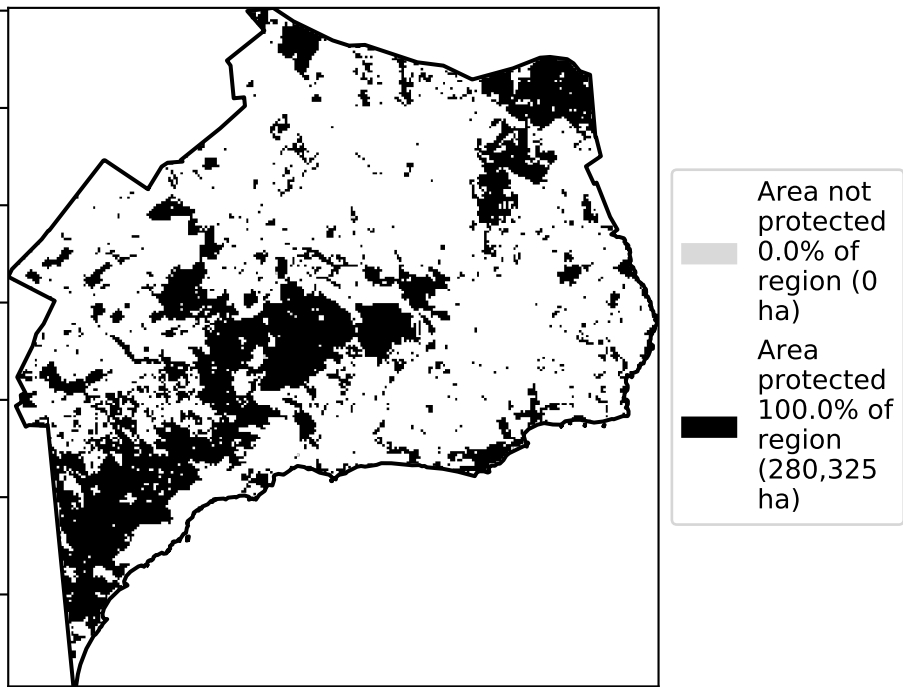 Area not
protected
0.0% of
region (0
ha)
Area
protected
100.0% of
region
(280,325
ha)